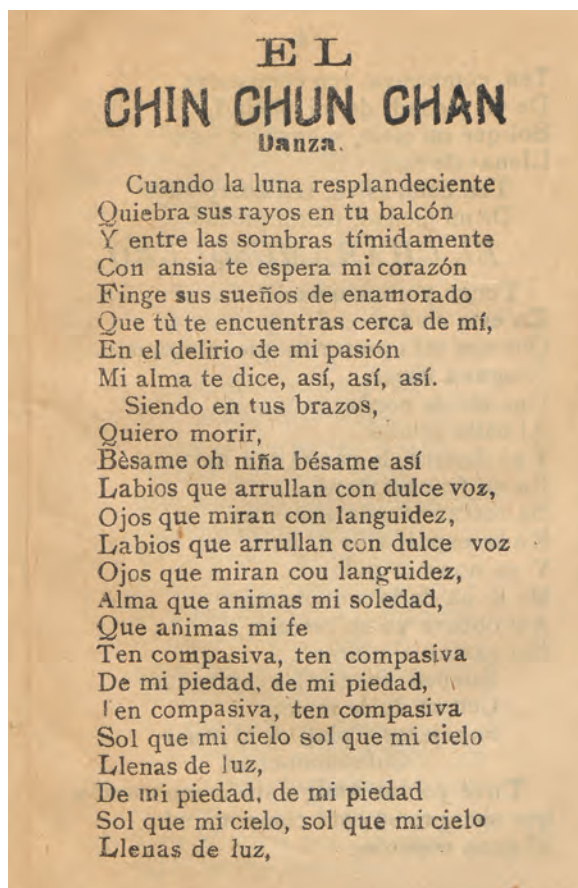 EL
CHIN CHUN CHAN
Danza.
Cuando la luna resplandeciente
Quiebra sus rayos en tu balcón
Y entre las sombras tímidamente
Con ansia te espera mi corazón
Finge sus sueños de enamorado
Que tù te encuentras cerca de mí,
En el delirio de mi pasión
Mi alma te dice, así, así, así.
Siendo en tus brazos,
Quiero morir,
Bèsame oh niña bésame así
Labios que arrullan con dulce voz,
Ojos que miran con languidez,
Labios que arrullan con dulce voz
Ojos que miran cou languidez,
Alma que animas mi soledad,
Que animas mi fe
Ten compasiva, ten compasiva
De mi piedad, de mi piedad,
Ten compasiva, ten compasiva
Sol que mi cielo sol que mi cielo
Llenas de luz,
De mi piedad, de mi piedad
Sol que mi cielo, sol que mi cielo
Llenas de luz,